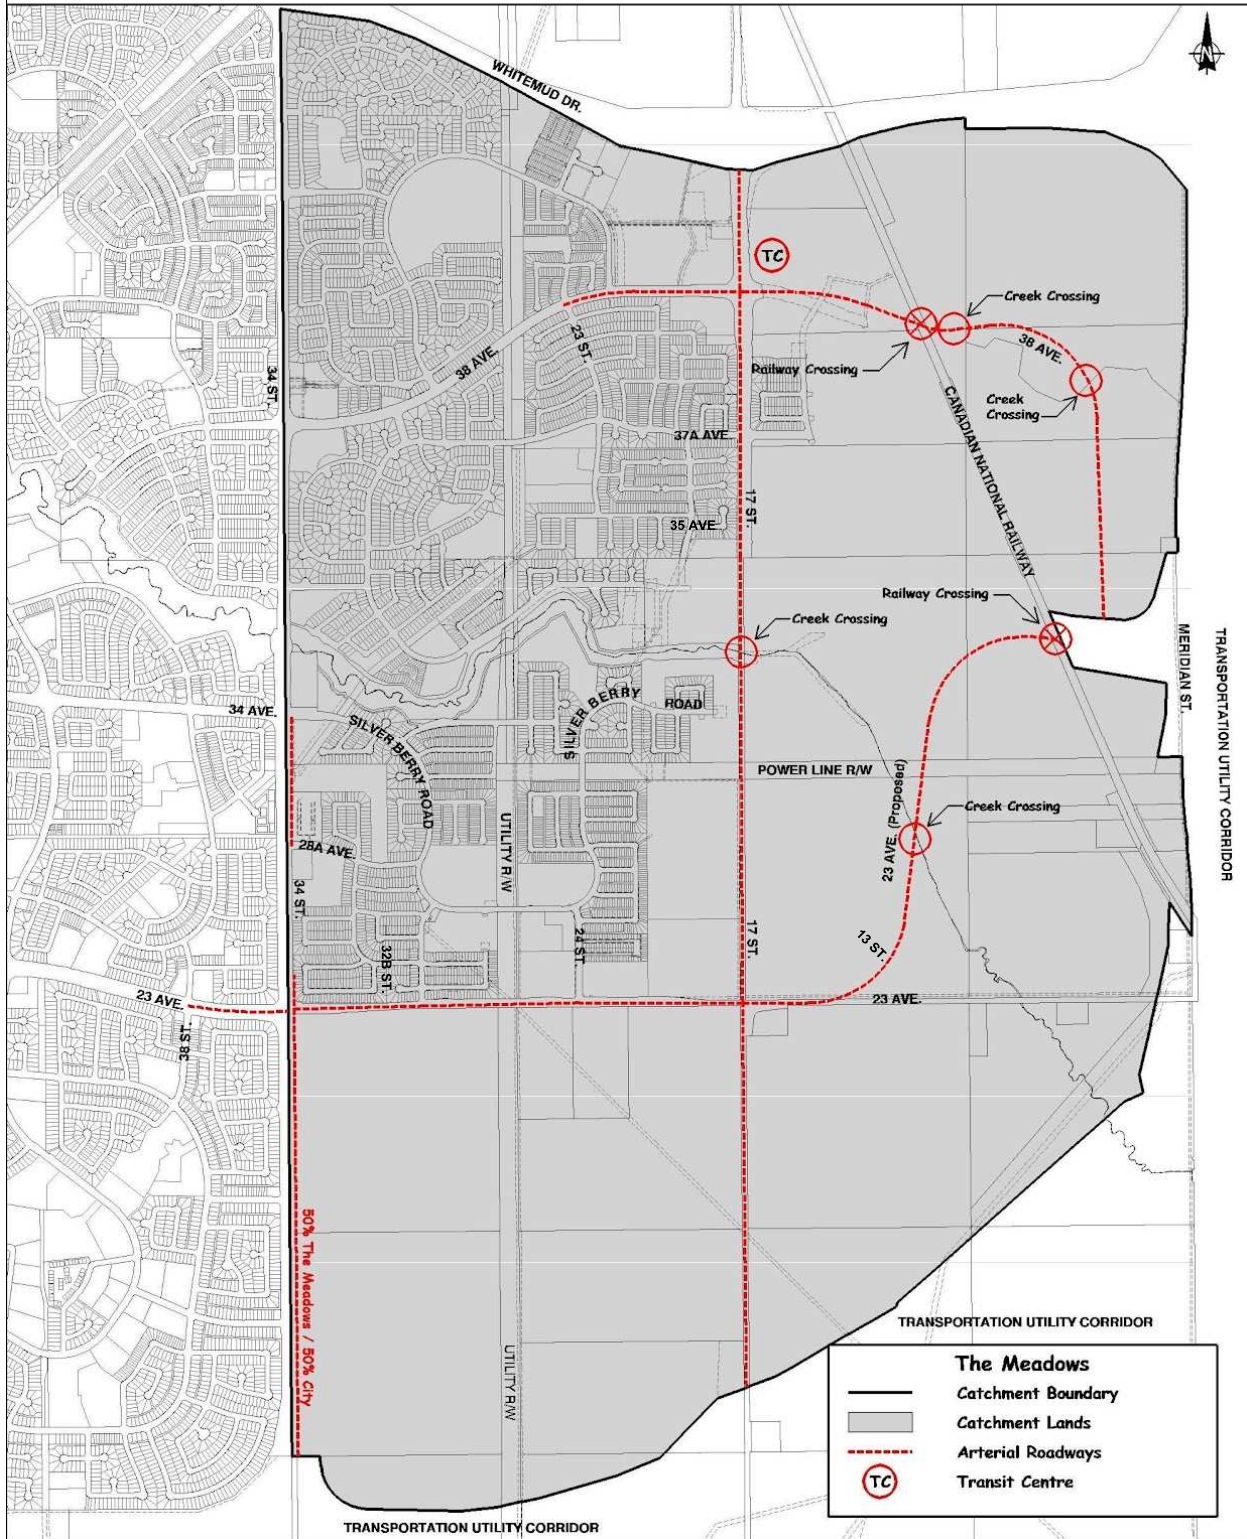 N
WHITEMUD DR.
TC
Creek Crossing
23 ST.
38 AVE.
38 AVE.
34 ST.
Railway Crossing
Creek
Crossing
CANADIAN NATIONAL RAILWAY
37A AVE.
17 ST.
35 AVE.
Railway Crossing
Creek Crossing
MERIDIAN ST.
TRANSPORTATION UTILITY CORRIDOR
34 AVE.
SILVER BERRY ROAD
SILVER BERRY ROAD
POWER LINE R/W
23 AVE. (Proposed)
Creek Crossing
UTILITY R/W
28A AVE.
34 ST.
32B ST.
24 ST.
17 ST.
13 ST.
23 AVE.
23 AVE.
38 ST.
50% The Meadows / 50% City
UTILITY R/W
TRANSPORTATION UTILITY CORRIDOR
The Meadows
Catchment Boundary
Catchment Lands
Arterial Roadways
TC Transit Centre
TRANSPORTATION UTILITY CORRIDOR